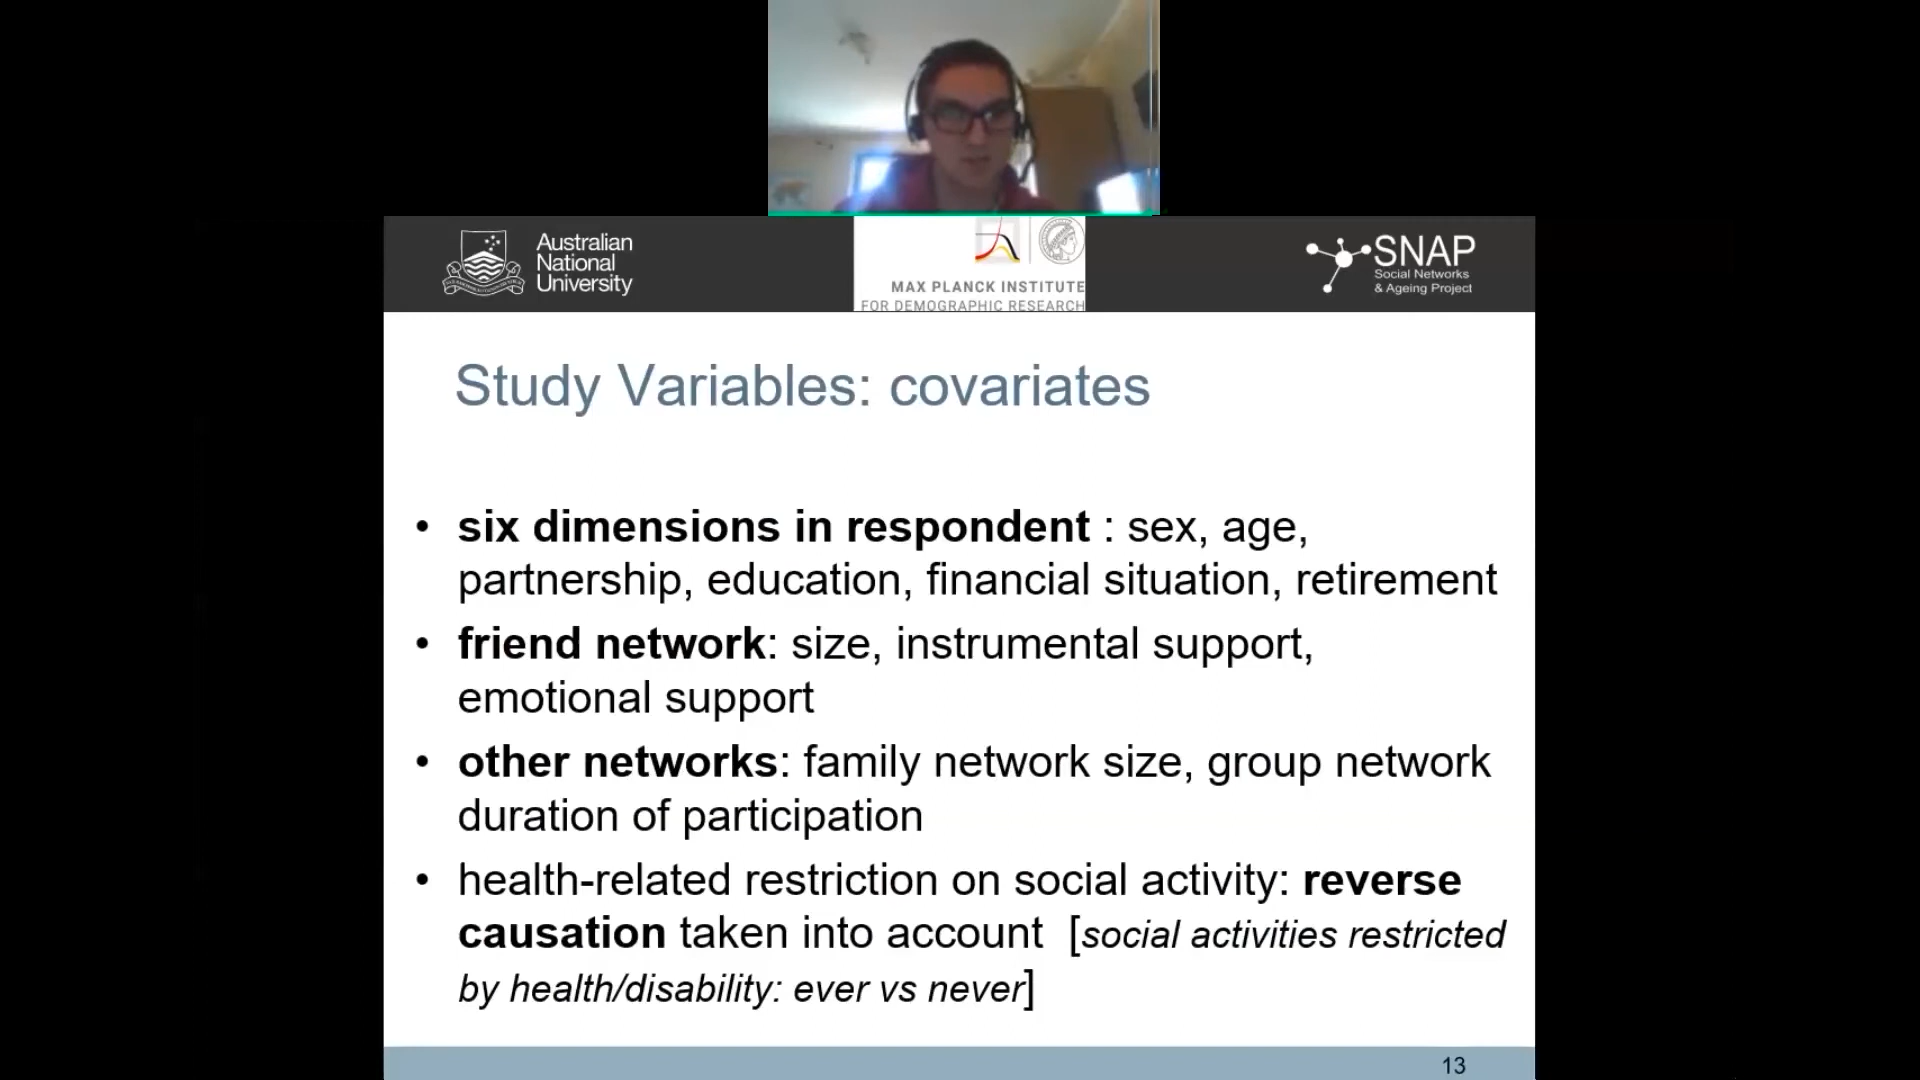 Australian
National
University
MAX PLANCK INSTITUTE
FOR DEMOGRAPHIC RESEARCH
SNAP
Social Networks
& Ageing Project
Study Variables: covariates
• six dimensions in respondent : sex, age,
partnership, education, financial situation, retirement
• friend network: size, instrumental support,
emotional support
• other networks: family network size, group network
duration of participation
• health-related restriction on social activity: reverse
causation taken into account [social activities restricted
by health/disability: ever vs never]
13